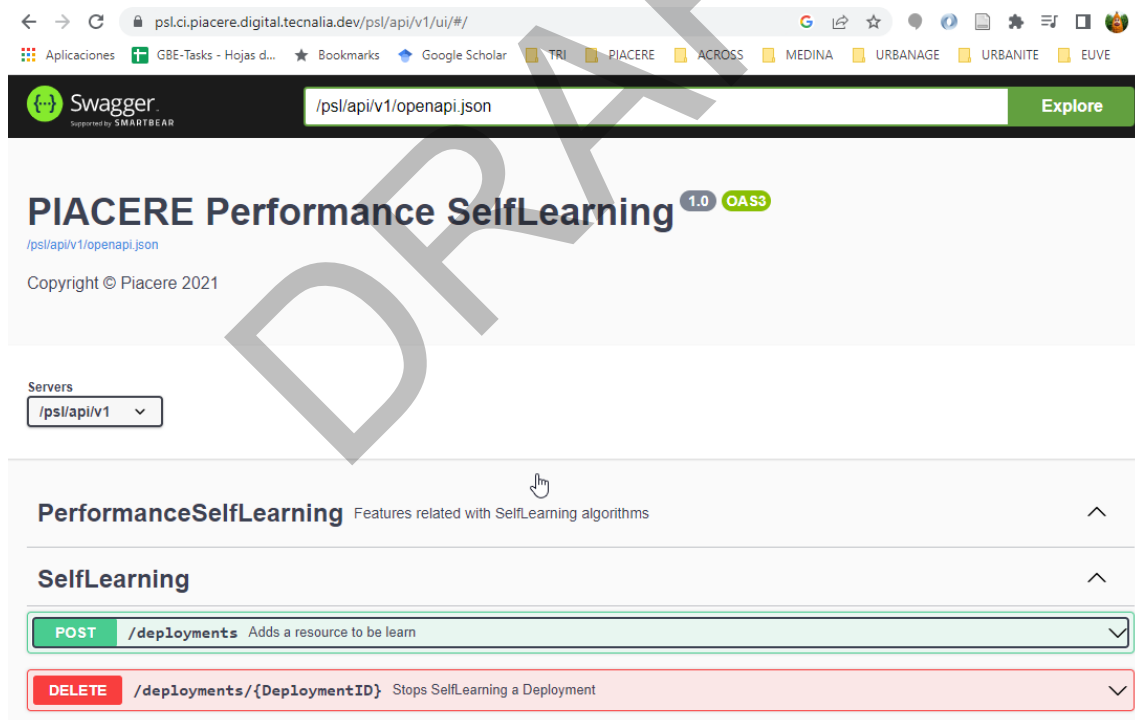 psl.ci.piacere.digital.tecnalia.dev/psl/api/v1/ui/#/
Aplicaciones GBE-Tasks - Hojas d... Bookmarks Google Scholar TRI PIACERE ACROSS MEDINA URBANAGE URBANITE EUVE
Swagger.
Supported by SMARTBEAR
/psl/api/v1/openapi.json
Explore
PIACERE Performance SelfLearning 1.0 OAS3
/psl/api/v1/openapi.json
Copyright © Piacere 2021
Servers
/psl/api/v1
PerformanceSelfLearning Features related with SelfLearning algorithms
SelfLearning
POST /deployments Adds a resource to be learn
DELETE /deployments/{DeploymentID} Stops SelfLearning a Deployment
DRA